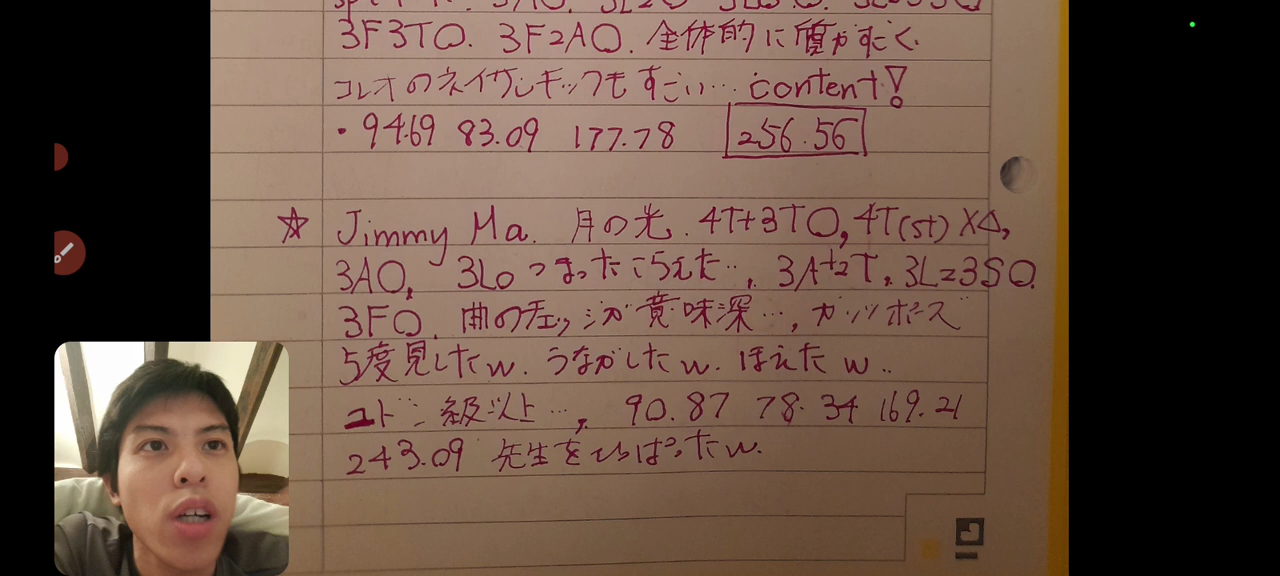 3F3TO. 3F2AO. 全体的に質がすごく.
コレオのネイサンキックもすごい… content!
・94.69 83.09 177.78 256.56
☆ Jimmy Ma. 月の光. 4T+3TO, 4T(st)X△,
3AO, 3Loつまったこらえた…, 3A+2T, 3Lz3SO.
3FO. 曲のチェンジが意味深…, ガッツポーズ
5度見したw. うながしたw. ほえたw..
ユドン級以上…, 90.87 78.34 169.21
243.09 先生をひっぱったw.